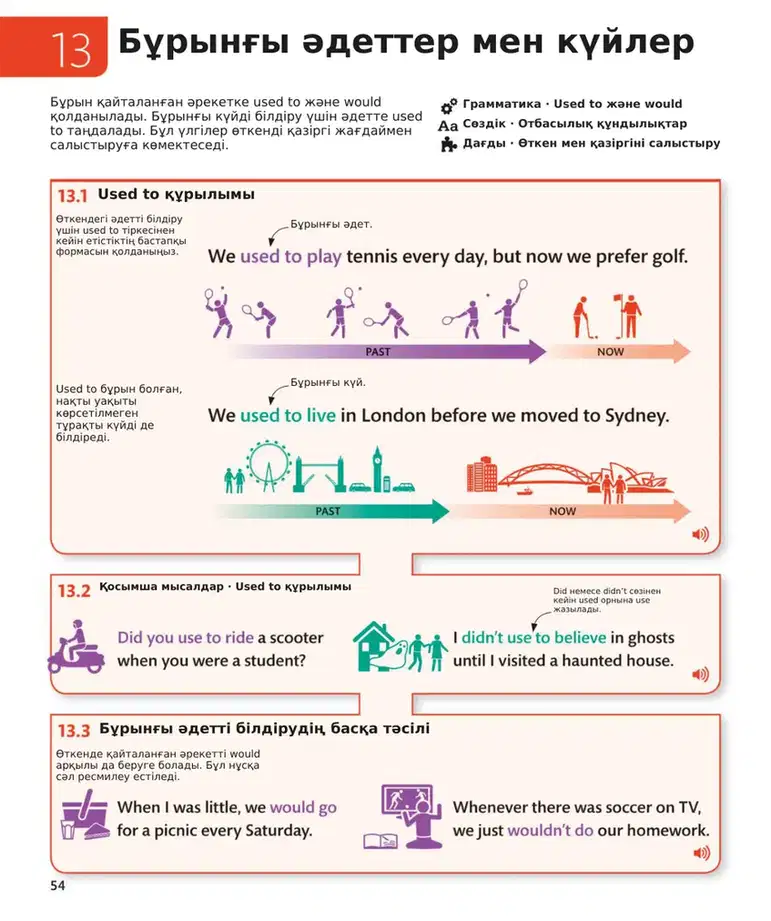 13
Бұрынғы әдеттер мен күйлер
Бұрын қайталанған әрекетке used to және would
қолданылады. Бұрынғы күйді білдіру үшін әдетте used
to таңдалады. Бұл үлгілер өткенді қазіргі жағдаймен
салыстыруға көмектеседі.
Грамматика · Used to және would
Aa Сөздік · Отбасылық құндылықтар
Дағды · Өткен мен қазіргіні салыстыру
13.1 Used to құрылымы
Өткендегі әдетті білдіру
үшін used to тіркесінен
кейін етістіктің бастапқы
формасын қолданыңыз.
Бұрынғы әдет.
We used to play tennis every day, but now we prefer golf.
PAST
NOW
Used to бұрын болған,
нақты уақыты
көрсетілмеген
тұрақты күйді де
білдіреді.
Бұрынғы күй.
We used to live in London before we moved to Sydney.
PAST
NOW
13.2 Қосымша мысалдар · Used to құрылымы
Did you use to ride a scooter
when you were a student?
Did немесе didn’t сөзінен
кейін used орнына use
жазылады.
I didn’t use to believe in ghosts
until I visited a haunted house.
13.3 Бұрынғы әдетті білдірудің басқа тәсілі
Өткенде қайталанған әрекетті would
арқылы да беруге болады. Бұл нұсқа
сәл ресмилеу естіледі.
When I was little, we would go
for a picnic every Saturday.
Whenever there was soccer on TV,
we just wouldn’t do our homework.
54